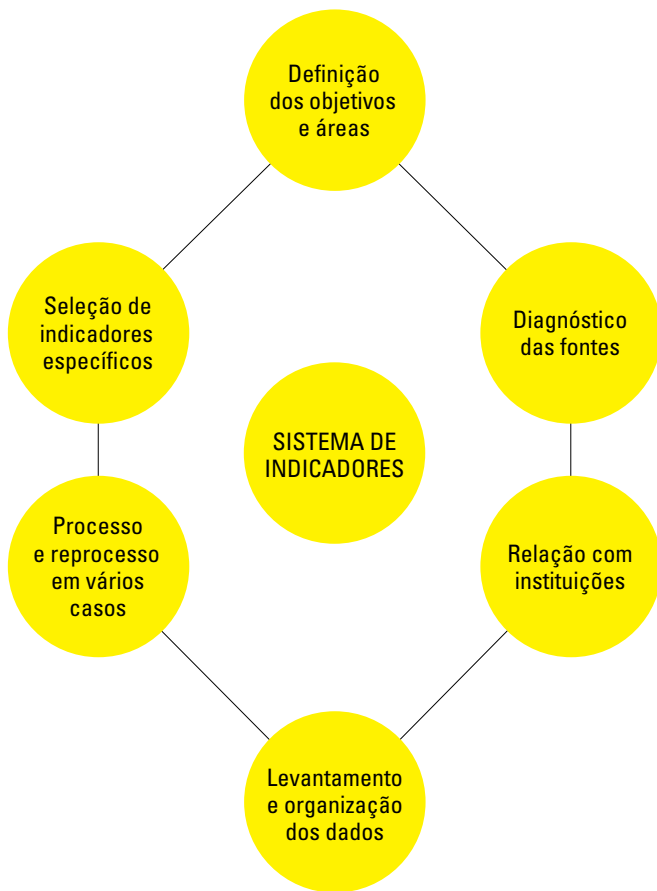 Definição
dos objetivos
e áreas
Seleção de
indicadores
específicos
Diagnóstico
das fontes
SISTEMA DE
INDICADORES
Processo
e reprocesso
em vários
casos
Relação com
instituições
Levantamento
e organização
dos dados